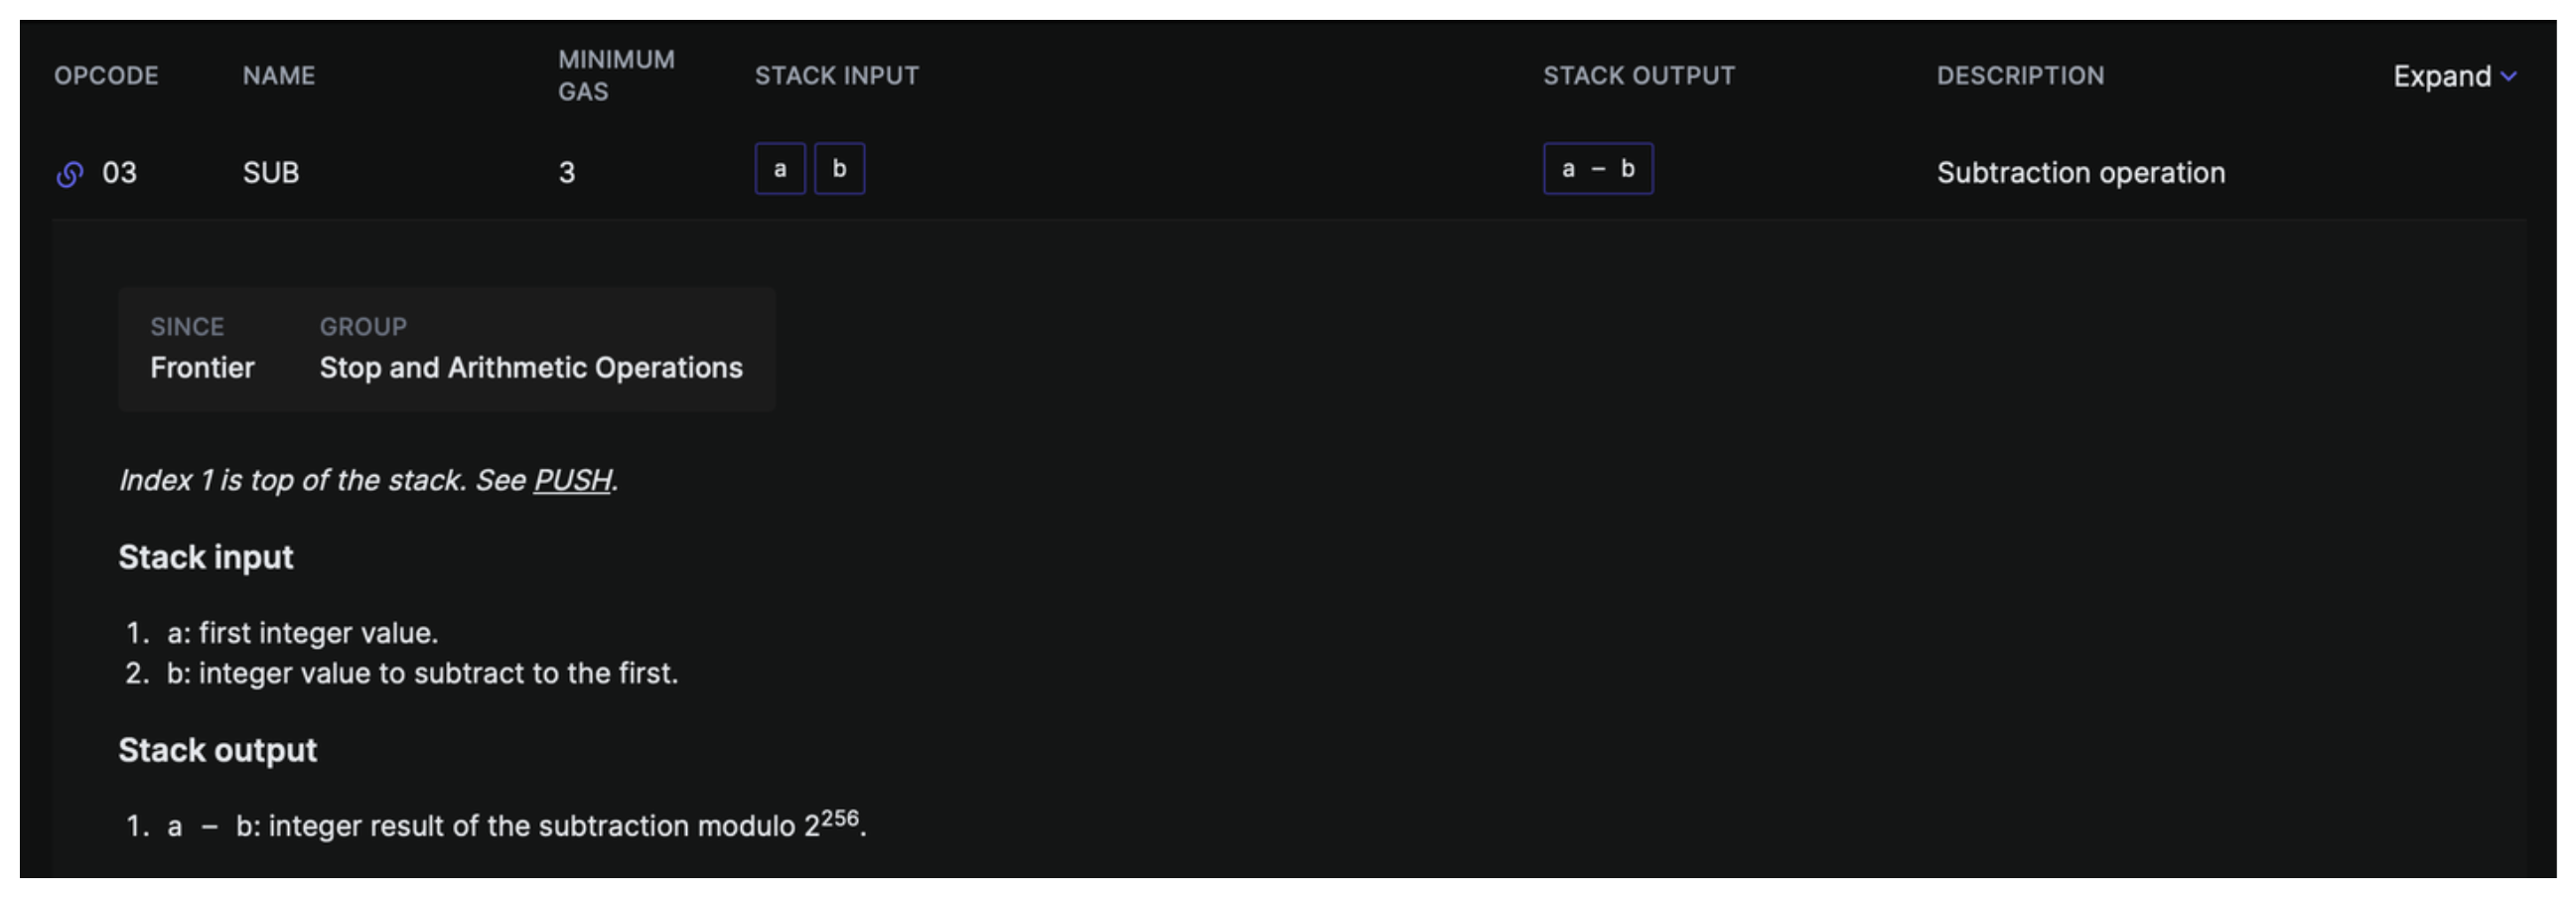 OPCODE NAME MINIMUM GAS STACK INPUT STACK OUTPUT DESCRIPTION Expand
03 SUB 3 a b a - b Subtraction operation
SINCE GROUP
Frontier Stop and Arithmetic Operations
Index 1 is top of the stack. See PUSH.
Stack input
1. a: first integer value.
2. b: integer value to subtract to the first.
Stack output
1. a - b: integer result of the subtraction modulo 2²⁵⁶.